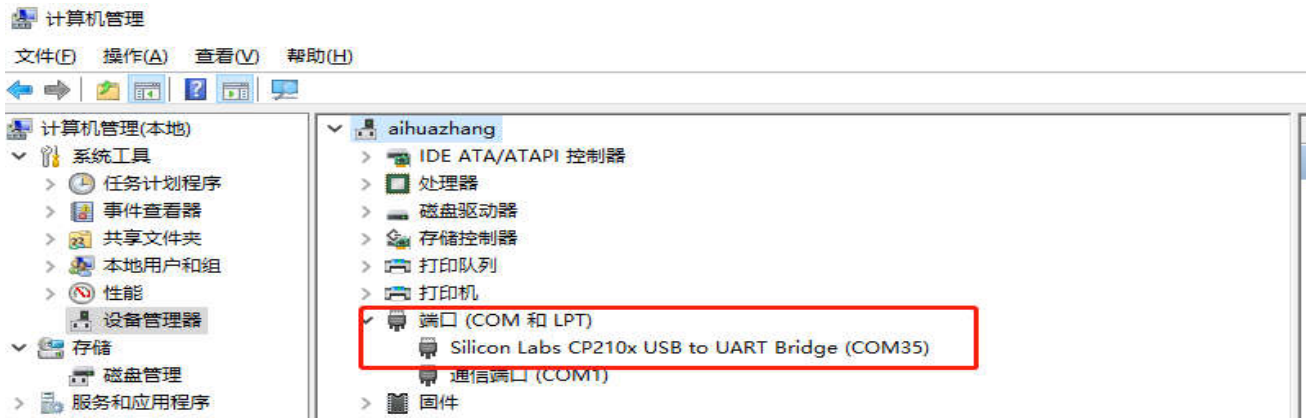 计算机管理
文件(F) 操作(A) 查看(V) 帮助(H)
计算机管理(本地)
系统工具
任务计划程序
事件查看器
共享文件夹
本地用户和组
性能
设备管理器
存储
磁盘管理
服务和应用程序
aihuazhang
IDE ATA/ATAPI 控制器
处理器
磁盘驱动器
存储控制器
打印队列
打印机
端口 (COM 和 LPT)
Silicon Labs CP210x USB to UART Bridge (COM35)
通信端口 (COM1)
固件